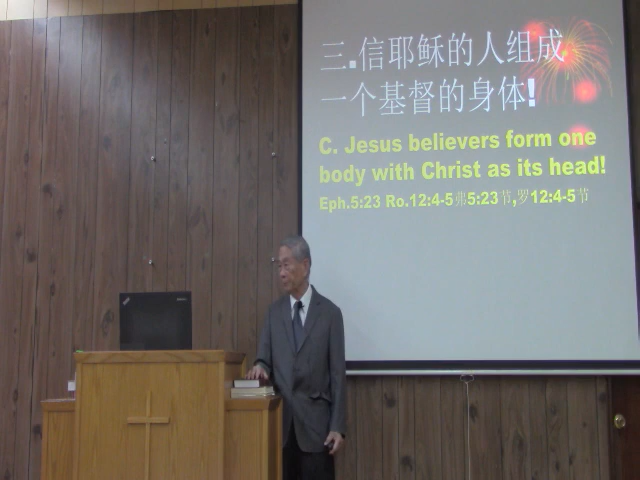 三.信耶稣的人组成
一个基督的身体!
C. Jesus believers form one
body with Christ as its head!
Eph.5:23 Ro.12:4-5弗5:23节,罗12:4-5节